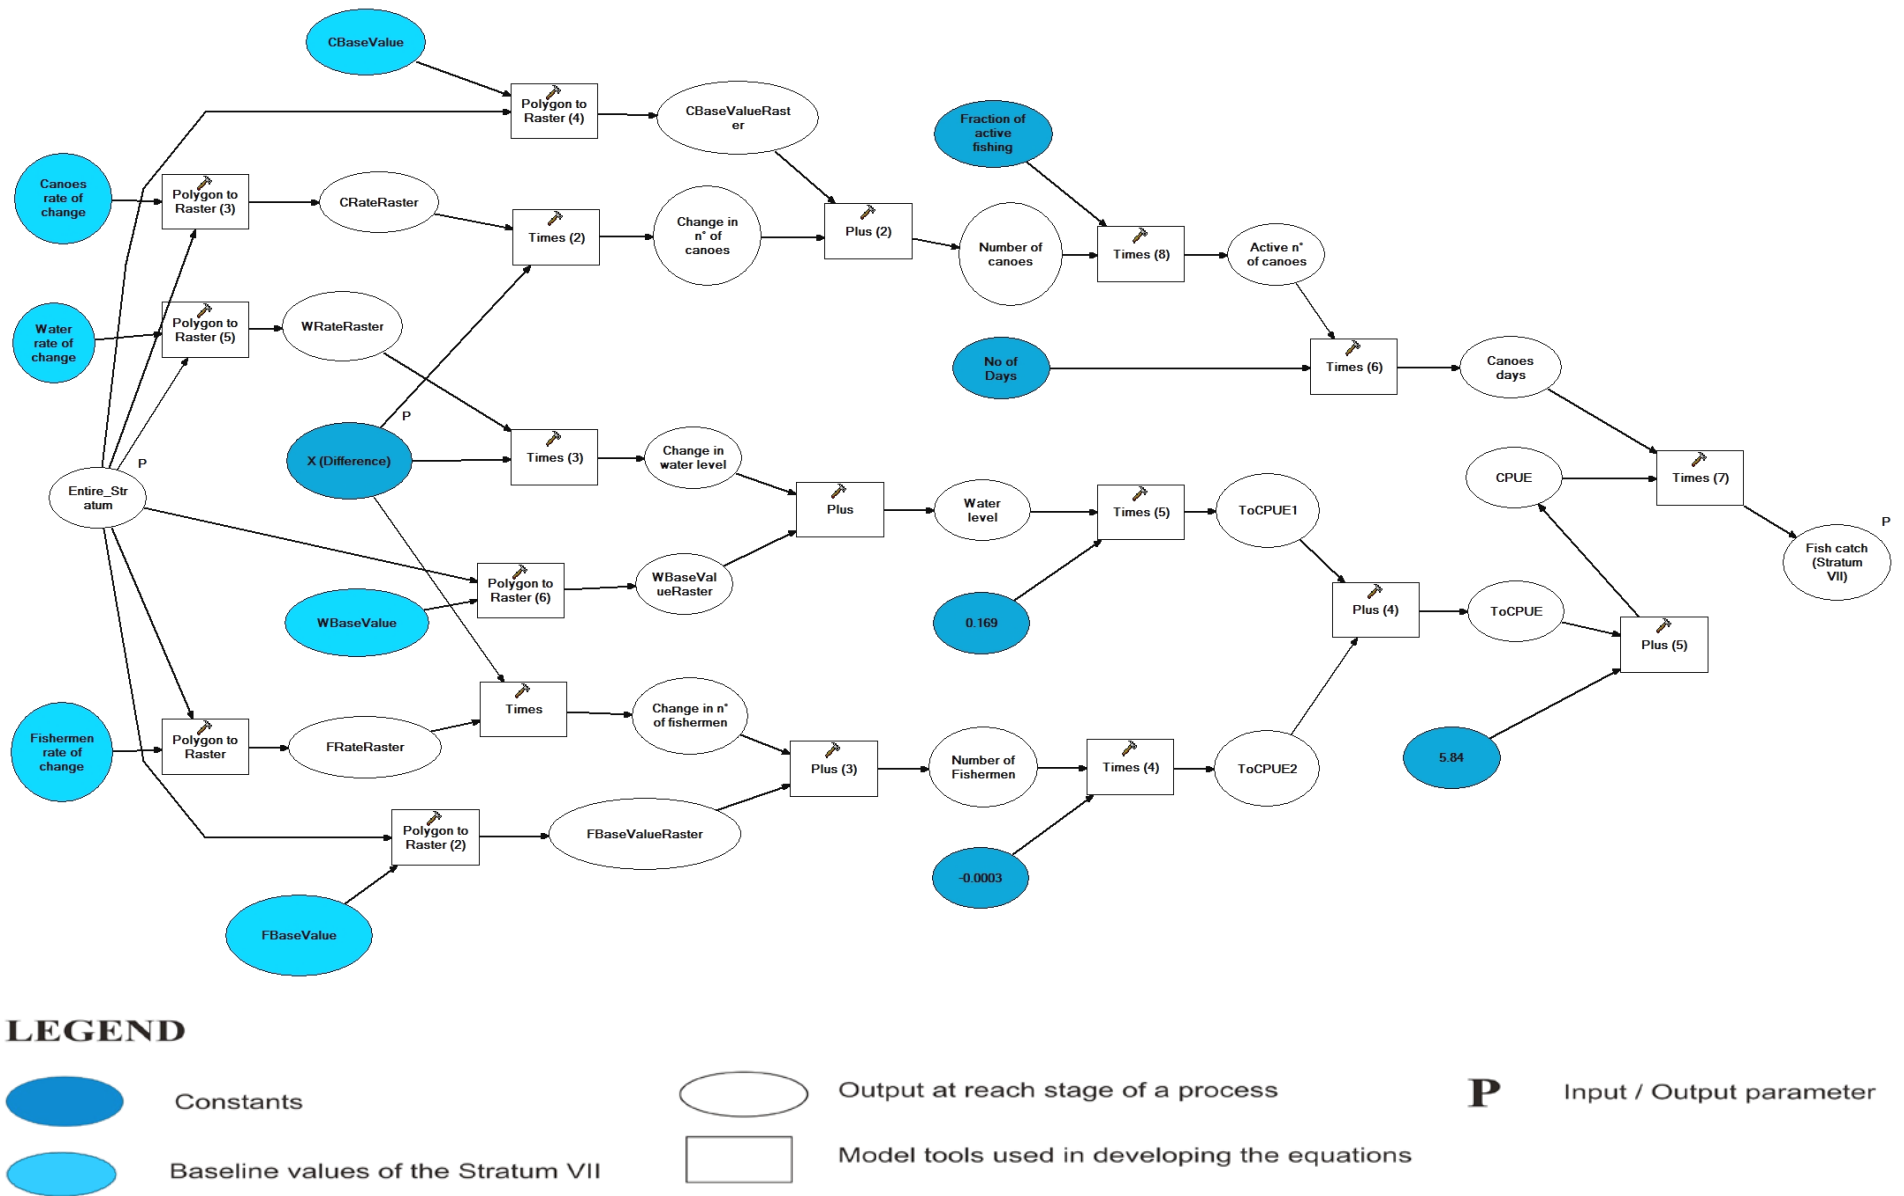 CBaseValue
Polygon to
Raster (4)
CBaseValueRast
er
Fraction of
active
fishing
Canoes
rate of
change
Polygon to
Raster (3)
CRateRaster
Times (2)
Change in
n° of
canoes
Plus (2)
Number of
canoes
Times (8)
Active n°
of canoes
Water
rate of
change
Polygon to
Raster (5)
WRateRaster
No of
Days
Times (6)
Canoes
days
P
X (Difference)
Times (3)
Change in
water level
P
Entire_Str
atum
Plus
Water
level
Times (5)
ToCPUE1
CPUE
Times (7)
P
Fish catch
(Stratum
VII)
Polygon to
Raster (6)
WBaseVal
ueRaster
WBaseValue
0.169
Plus (4)
ToCPUE
Plus (5)
Times
Change in n°
of fishermen
Fishermen
rate of
change
Polygon to
Raster
FRateRaster
Plus (3)
Number of
Fishermen
Times (4)
ToCPUE2
5.84
Polygon to
Raster (2)
FBaseValueRaster
-0.0003
FBaseValue
LEGEND
Constants
Output at reach stage of a process
P Input / Output parameter
Baseline values of the Stratum VII
Model tools used in developing the equations